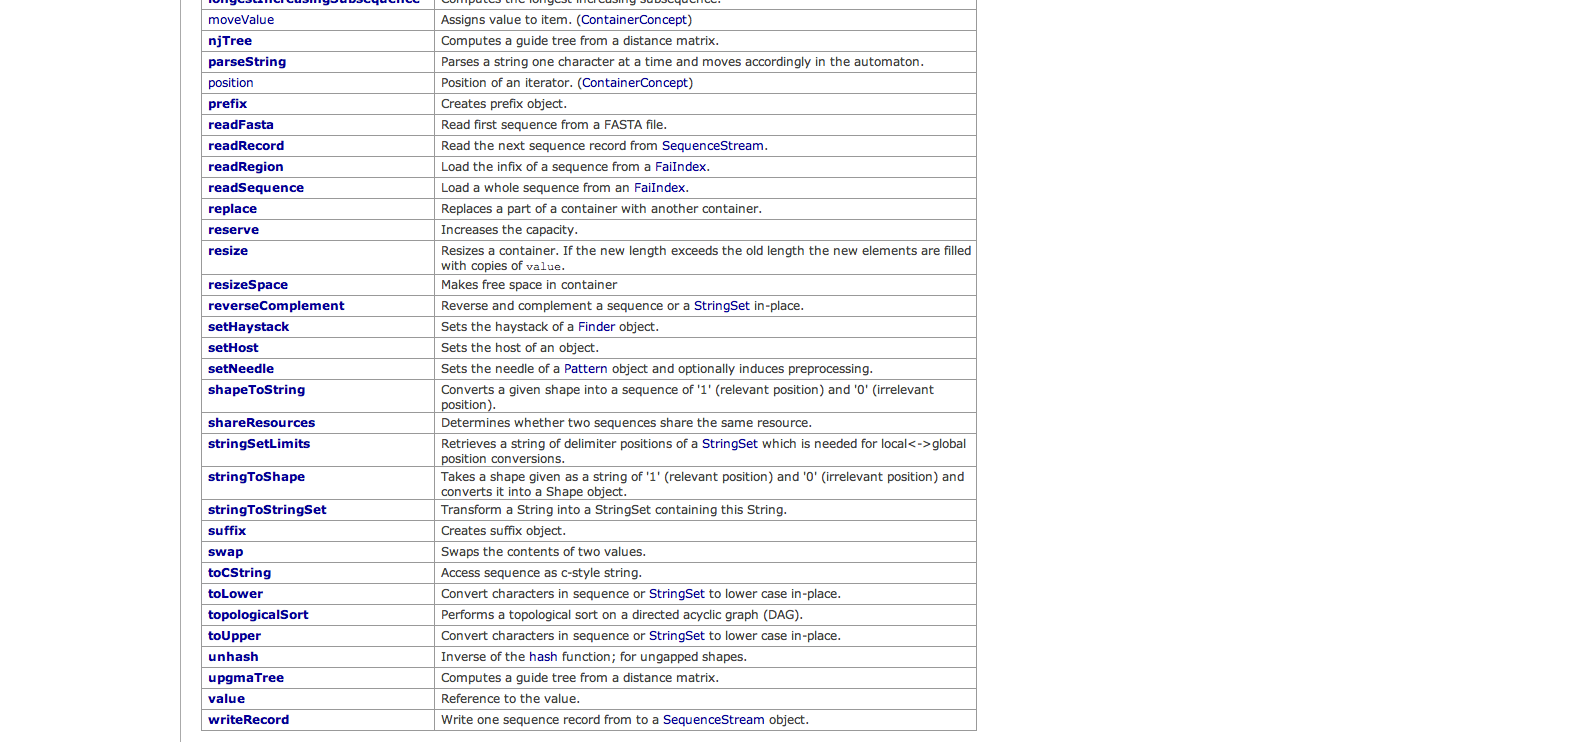 longestIncreasingSubsequence Computes the longest increasing subsequence.
moveValue Assigns value to item. (ContainerConcept)
njTree Computes a guide tree from a distance matrix.
parseString Parses a string one character at a time and moves accordingly in the automaton.
position Position of an iterator. (ContainerConcept)
prefix Creates prefix object.
readFasta Read first sequence from a FASTA file.
readRecord Read the next sequence record from SequenceStream.
readRegion Load the infix of a sequence from a FaiIndex.
readSequence Load a whole sequence from an FaiIndex.
replace Replaces a part of a container with another container.
reserve Increases the capacity.
resize Resizes a container. If the new length exceeds the old length the new elements are filled
with copies of value.
resizeSpace Makes free space in container
reverseComplement Reverse and complement a sequence or a StringSet in-place.
setHaystack Sets the haystack of a Finder object.
setHost Sets the host of an object.
setNeedle Sets the needle of a Pattern object and optionally induces preprocessing.
shapeToString Converts a given shape into a sequence of '1' (relevant position) and '0' (irrelevant
position).
shareResources Determines whether two sequences share the same resource.
stringSetLimits Retrieves a string of delimiter positions of a StringSet which is needed for local<->global
position conversions.
stringToShape Takes a shape given as a string of '1' (relevant position) and '0' (irrelevant position) and
converts it into a Shape object.
stringToStringSet Transform a String into a StringSet containing this String.
suffix Creates suffix object.
swap Swaps the contents of two values.
toCString Access sequence as c-style string.
toLower Convert characters in sequence or StringSet to lower case in-place.
topologicalSort Performs a topological sort on a directed acyclic graph (DAG).
toUpper Convert characters in sequence or StringSet to lower case in-place.
unhash Inverse of the hash function; for ungapped shapes.
upgmaTree Computes a guide tree from a distance matrix.
value Reference to the value.
writeRecord Write one sequence record from to a SequenceStream object.